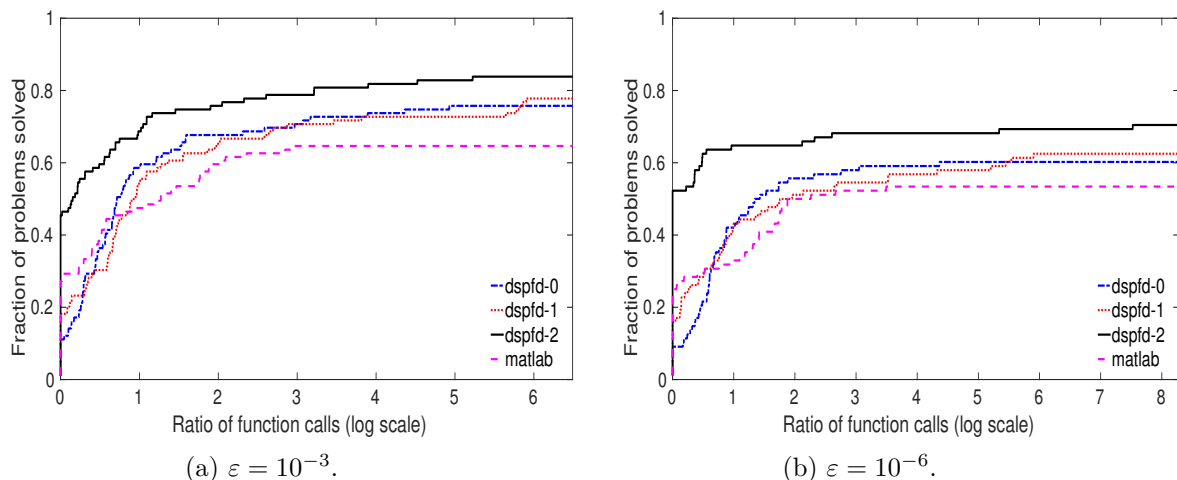 1
0.8
0.6
0.4
0.2
0
Fraction of problems solved
0 1 2 3 4 5 6
Ratio of function calls (log scale)
dspfd-0
dspfd-1
dspfd-2
matlab
(a) ε = 10⁻³.
1
0.8
0.6
0.4
0.2
0
Fraction of problems solved
0 1 2 3 4 5 6 7 8
Ratio of function calls (log scale)
dspfd-0
dspfd-1
dspfd-2
matlab
(b) ε = 10⁻⁶.